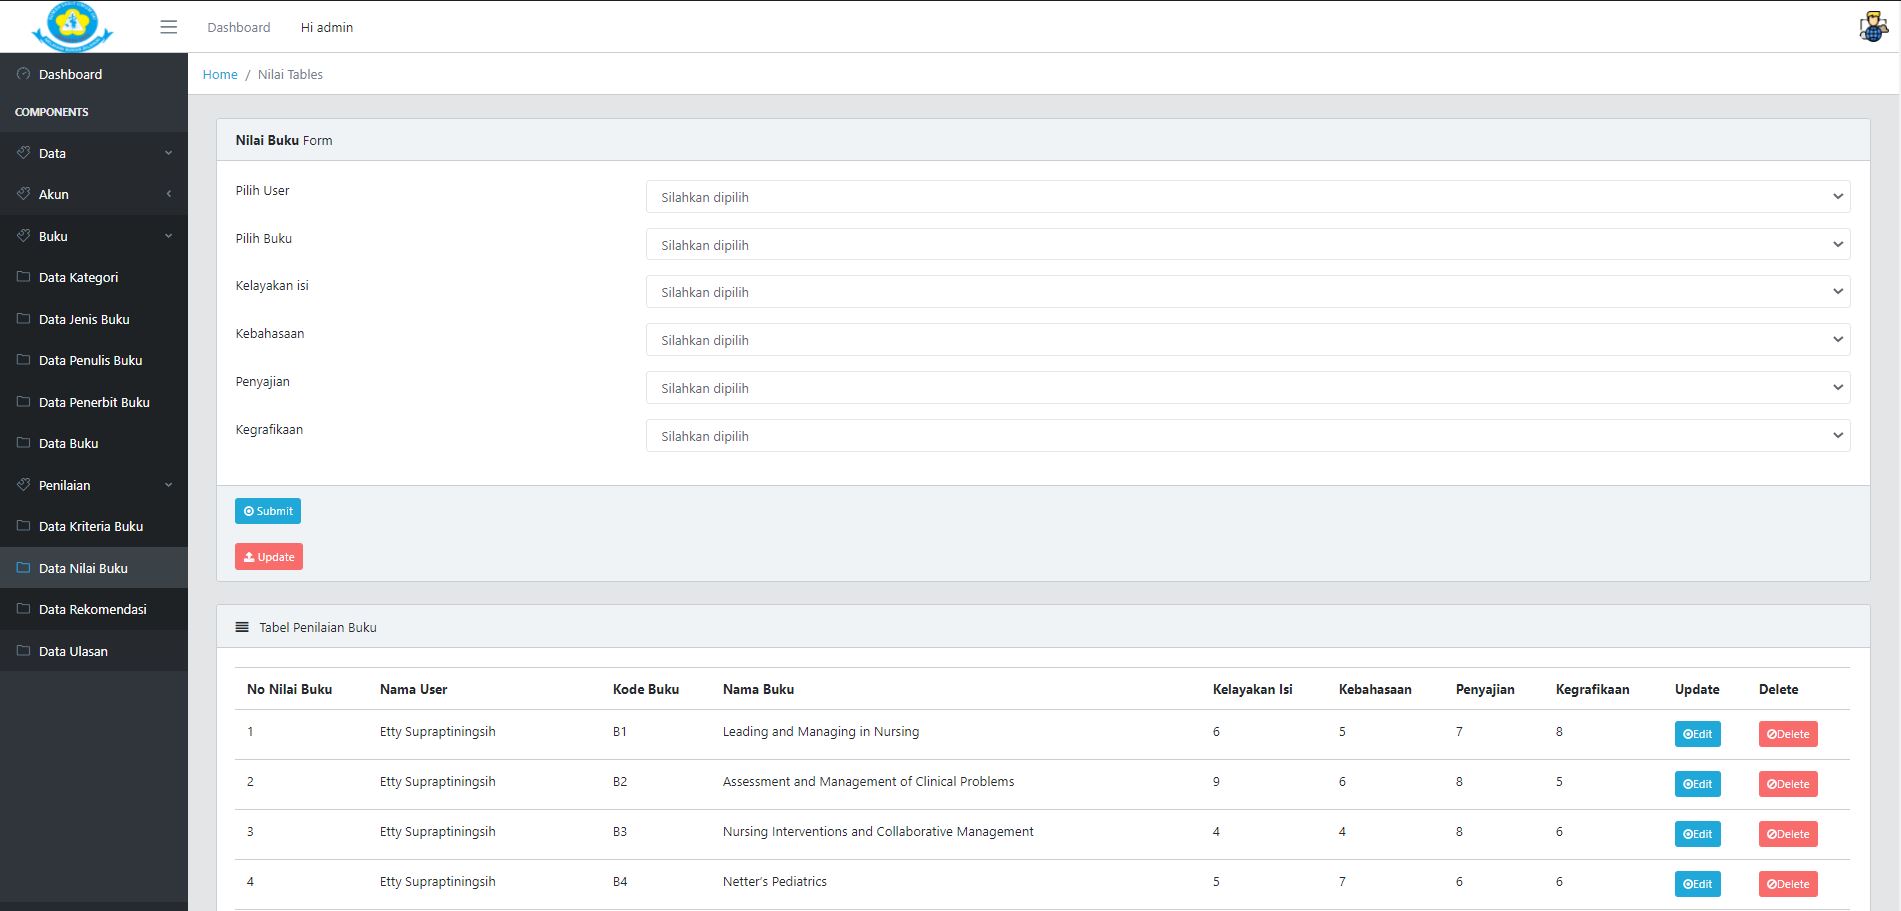 Dashboard Hi admin
Dashboard
COMPONENTS
Data
Akun
Buku
Data Kategori
Data Jenis Buku
Data Penulis Buku
Data Penerbit Buku
Data Buku
Penilaian
Data Kriteria Buku
Data Nilai Buku
Data Rekomendasi
Data Ulasan
Home / Nilai Tables
Nilai Buku Form
Pilih User Silahkan dipilih
Pilih Buku Silahkan dipilih
Kelayakan isi Silahkan dipilih
Kebahasaan Silahkan dipilih
Penyajian Silahkan dipilih
Kegrafikaan Silahkan dipilih
Submit
Update
Tabel Penilaian Buku
No Nilai Buku Nama User Kode Buku Nama Buku Kelayakan Isi Kebahasaan Penyajian Kegrafikaan Update Delete
1 Etty Supraptiningsih B1 Leading and Managing in Nursing 6 5 7 8 Edit Delete
2 Etty Supraptiningsih B2 Assessment and Management of Clinical Problems 9 6 8 5 Edit Delete
3 Etty Supraptiningsih B3 Nursing Interventions and Collaborative Management 4 4 8 6 Edit Delete
4 Etty Supraptiningsih B4 Netter's Pediatrics 5 7 6 6 Edit Delete